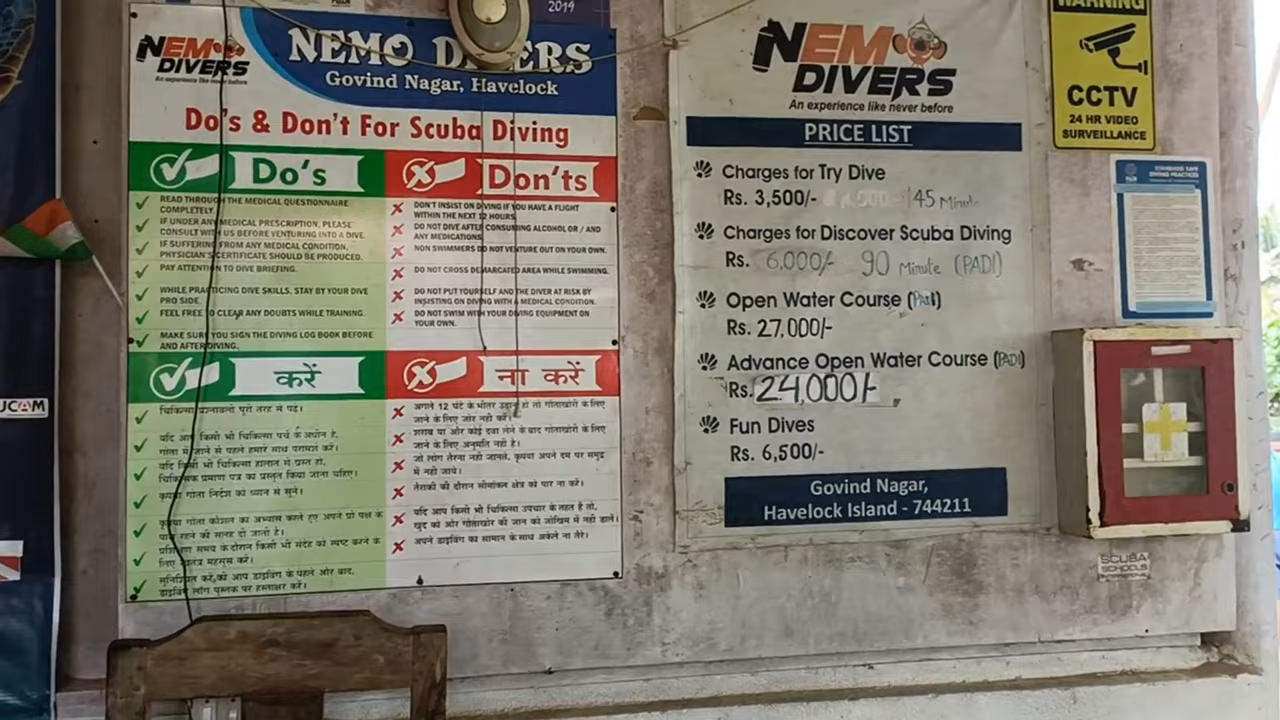 2019
NEMO DIVERS
An experience like never before
NEMO DIVERS
Govind Nagar, Havelock
Do's & Don't For Scuba Diving
Do's
READ THROUGH THE MEDICAL QUESTIONNAIRE
COMPLETELY.
IF UNDER ANY MEDICAL PRESCRIPTION, PLEASE
CONSULT WITH US BEFORE VENTURING INTO A DIVE.
IF SUFFERING FROM ANY MEDICAL CONDITION,
PHYSICIAN'S CERTIFICATE SHOULD BE PRODUCED.
PAY ATTENTION TO DIVE BRIEFING.
WHILE PRACTICING DIVE SKILLS, STAY BY YOUR DIVE
PRO SIDE.
FEEL FREE TO CLEAR ANY DOUBTS WHILE TRAINING.
MAKE SURE YOU SIGN THE DIVING LOG BOOK BEFORE
AND AFTER DIVING.
Don'ts
DON'T INSIST ON DIVING IF YOU HAVE A FLIGHT
WITHIN THE NEXT 12 HOURS.
DO NOT DIVE AFTER CONSUMING ALCOHOL OR / AND
ANY MEDICATIONS.
NON SWIMMERS DO NOT VENTURE OUT ON YOUR OWN.
DO NOT CROSS DEMARCATED AREA WHILE SWIMMING.
DO NOT PUT YOURSELF AND THE DIVER AT RISK BY
INSISTING ON DIVING WITH A MEDICAL CONDITION.
DO NOT SWIM WITH YOUR DIVING EQUIPMENT ON
YOUR OWN.
करें
चिकित्सा प्रश्नावली पुरी तरह से पढ़ें।
यदि आप किसी भी चिकित्सा पर्चे के अधीन है,
गोता में जाने से पहले हमारे साथ परामर्श करें।
यदि किसी भी चिकित्सा हालात में ग्रस्त हो,
चिकित्सिक प्रमाण पत्र का प्रस्तुत किया जाना चाहिए।
कृपया गोता निर्देश को ध्यान से सुनें।
कृपया गोता कौशल का अभ्यास करते हुए अपने प्रो पक्ष के
पास रहने की सलाह दी जाती है।
प्रशिक्षण समय के दौरान किसी भी संदेह को स्पष्ट करने के
लिए स्वतंत्र महसूस करें।
सुनिश्चित करें,की आप डाइविंग के पहले और बाद,
डाइविंग लॉग पुस्तक पर हस्ताक्षर करें।
ना करें
अगले 12 घंटे के भीतर उड़ान हो तो गोताखोरी के लिए
जाने के लिए जोर नही करें।
शराब या और कोई दवा लेने के बाद गोताखोरी के लिए
जाने के लिए अनुमति नही है।
जो लोग तैरना नही जानते, कृपया अपने दम पर समुद्र
में नही जाये।
तैराकी की दौरान सीमांकन क्षेत्र को पार ना करें।
यदि आप किसी भी चिकित्सा उपचार के तहत है तो,
खुद को और गोताखोर की जान को जोखिम में नही डालें।
अपने डाइविंग का सामान के साथ अकेले ना तैरे।
NEMO DIVERS
An experience like never before
PRICE LIST
Charges for Try Dive
Rs. 3,500/- 45 Minute
Charges for Discover Scuba Diving
Rs. 6,000/- 90 Minute (PADI)
Open Water Course (PADI)
Rs. 27,000/-
Advance Open Water Course (PADI)
Rs. 24,000/-
Fun Dives
Rs. 6,500/-
Govind Nagar,
Havelock Island - 744211
WARNING
CCTV
24 HR VIDEO
SURVEILLANCE
STANDARD SAFE
DIVING PRACTICES
SCUBA
SCHOOLS
INTERNATIONAL
UCAM